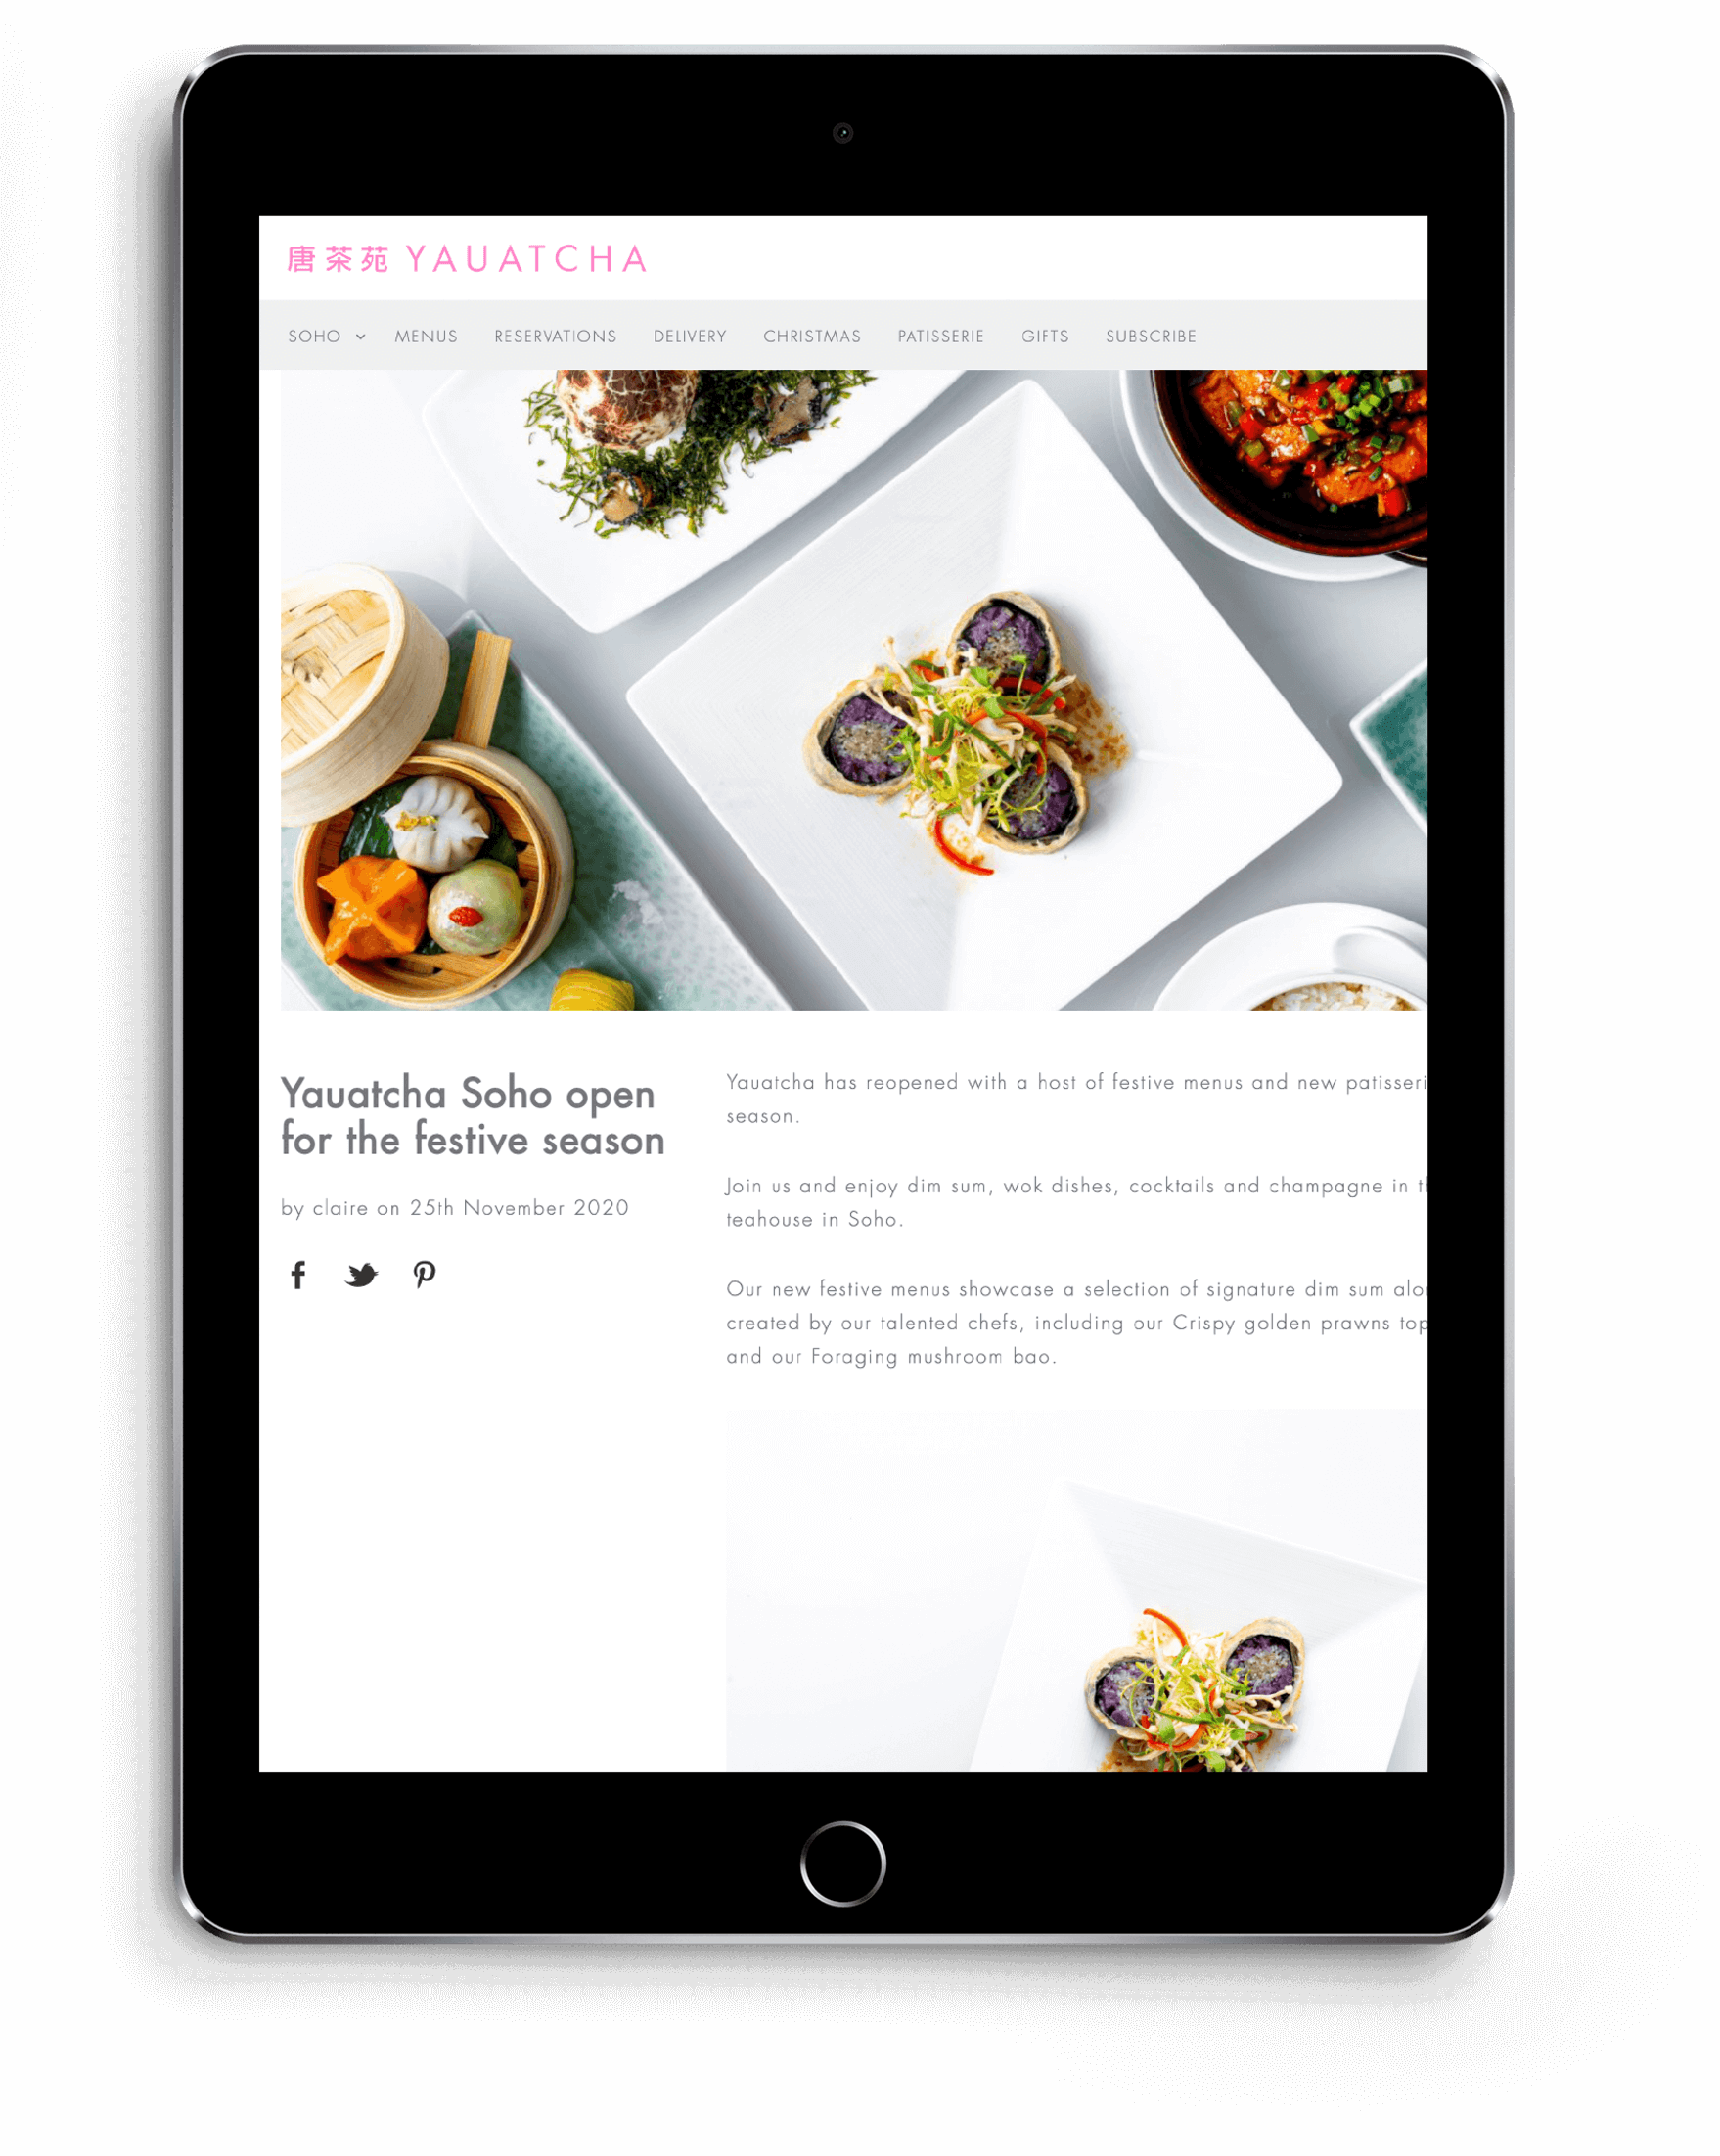 唐茶苑 YAUATCHA
SOHO MENUS RESERVATIONS DELIVERY CHRISTMAS PATISSERIE GIFTS SUBSCRIBE
Yauatcha Soho open
for the festive season
by claire on 25th November 2020
Yauatcha has reopened with a host of festive menus and new patisseri
season.
Join us and enjoy dim sum, wok dishes, cocktails and champagne in
teahouse in Soho.
Our new festive menus showcase a selection of signature dim sum alo
created by our talented chefs, including our Crispy golden prawns top
and our Foraging mushroom bao.